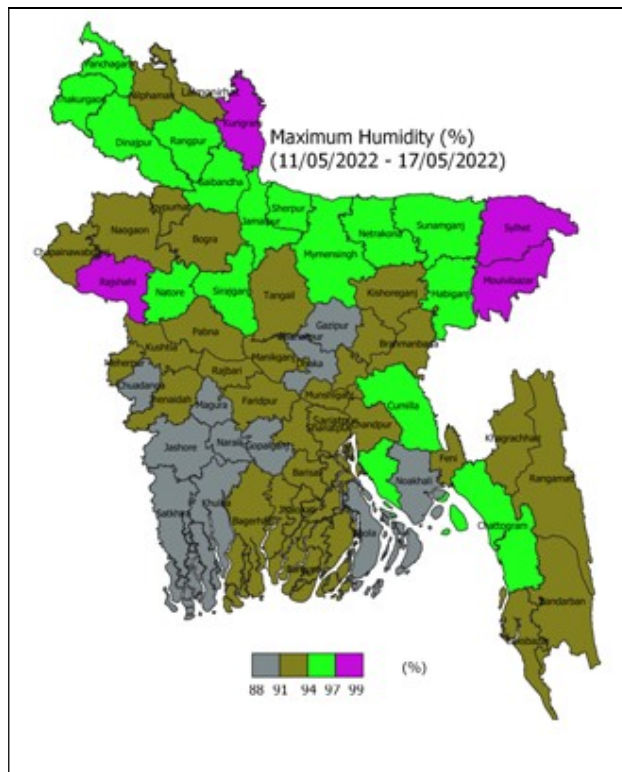 Panchagarh
Thakurgaon
Nilphamari
Lalmonirhat
Kurigram
Dinajpur
Rangpur
Maximum Humidity (%)
(11/05/2022 - 17/05/2022)
Gaibandha
Sherpur
Jamalpur
Netrakona
Sunamganj
Sylhet
Joypurhat
Naogaon
Bogra
Mymensingh
Chapainawabganj
Rajshahi
Natore
Sirajganj
Tangail
Kishoreganj
Habiganj
Moulvibazar
Gazipur
Pabna
Brahmanbaria
Kushtia
Manikganj
Dhaka
Meherpur
Rajbari
Chuadanga
Jhenaidah
Magura
Faridpur
Munshiganj
Cumilla
Chandpur
Shariatpur
Khagrachhari
Jashore
Narail
Gopalganj
Feni
Rangamati
Barisal
Noakhali
Satkhira
Khulna
Bagerhat
Bhola
Chattogram
Bandarban
(%)
88 91 94 97 99